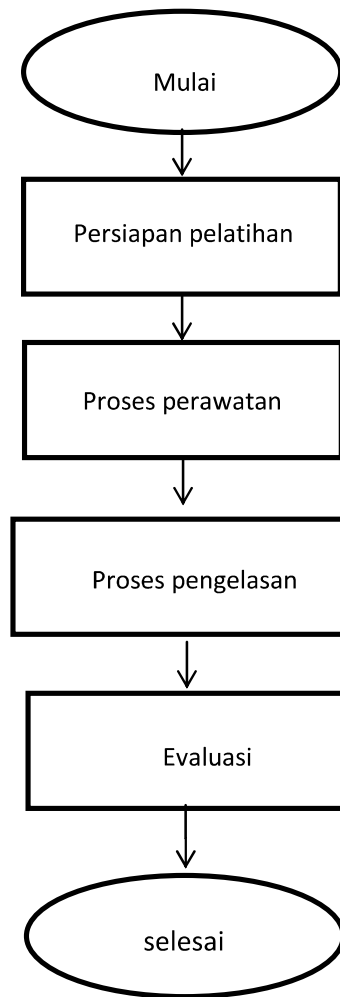 Mulai
Persiapan pelatihan
Proses perawatan
Proses pengelasan
Evaluasi
selesai